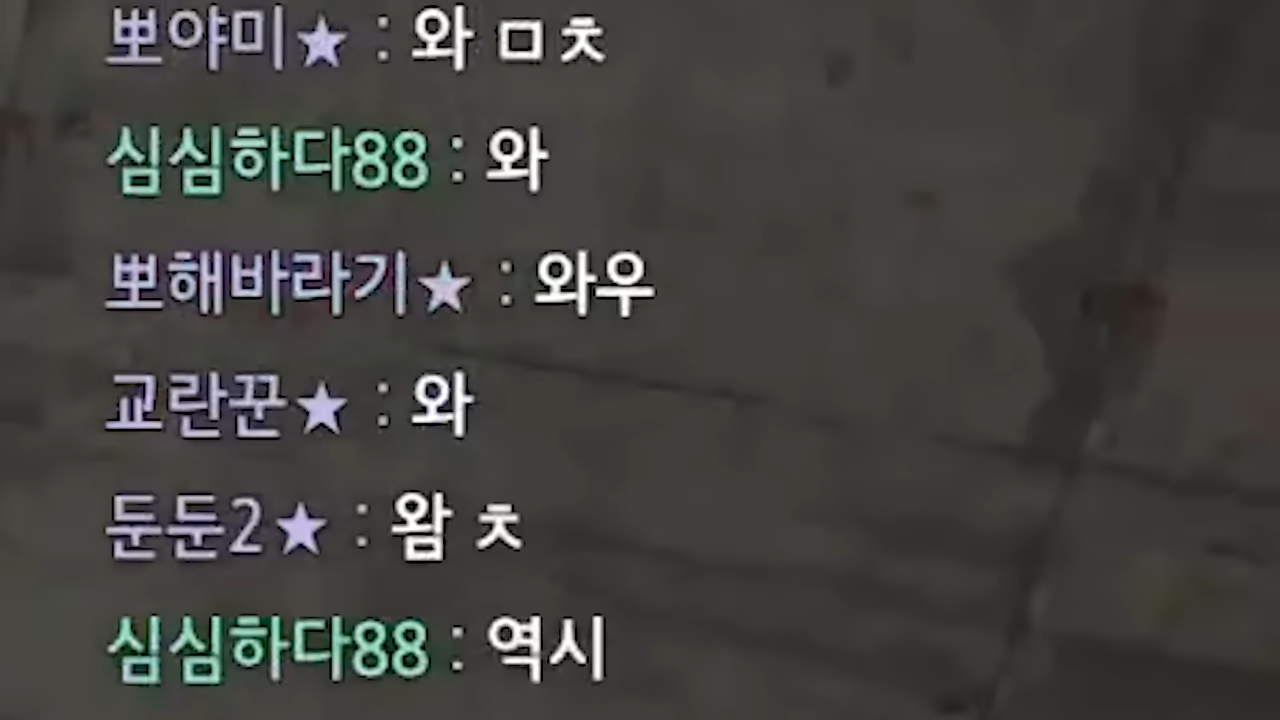 뽀야미★ : 와 ㅁㅊ
심심하다88 : 와
뽀해바라기★ : 와우
교란꾼★ : 와
둔둔2★ : 왐 ㅊ
심심하다88 : 역시